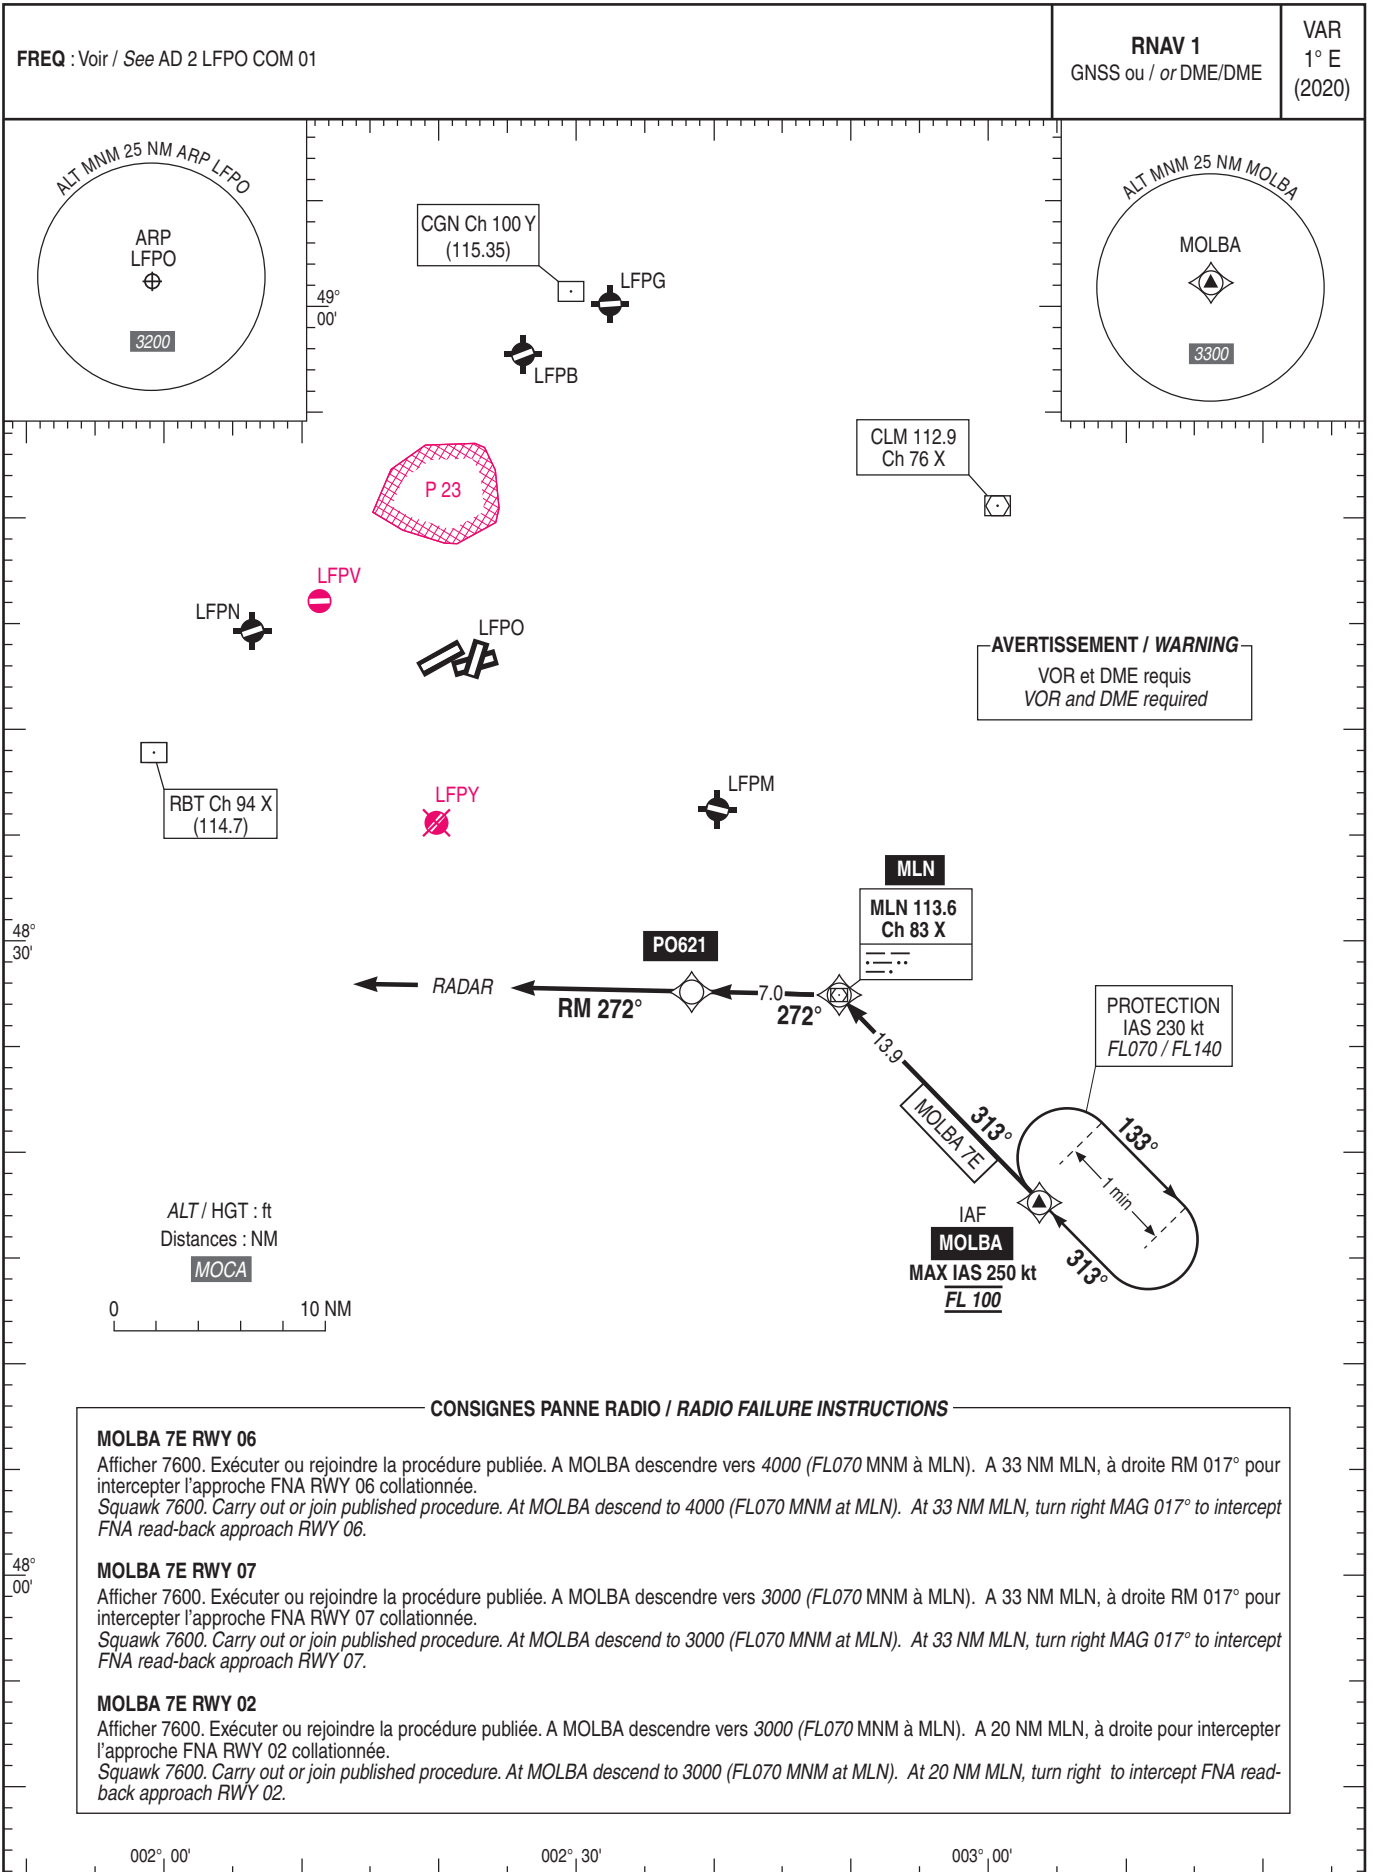 FREQ : Voir / See AD 2 LFPO COM 01
RNAV 1
GNSS ou / or DME/DME
VAR
1° E
(2020)
ALT MNM 25 NM ARP LFPO
ARP
LFPO
3200
CGN Ch 100 Y
(115.35)
LFPG
LFPB
49°
00'
ALT MNM 25 NM MOLBA
MOLBA
3300
CLM 112.9
Ch 76 X
P 23
LFPV
LFPN
LFPO
AVERTISSEMENT / WARNING
VOR et DME requis
VOR and DME required
RBT Ch 94 X
(114.7)
LFPY
LFPM
MLN
MLN 113.6
Ch 83 X
48°
30'
PO621
RADAR
RM 272°
7.0
272°
13.9
PROTECTION
IAS 230 kt
FL070 / FL140
MOLBA 7E
313°
133°
1 min
313°
IAF
MOLBA
MAX IAS 250 kt
FL 100
ALT / HGT : ft
Distances : NM
MOCA
0 10 NM
CONSIGNES PANNE RADIO / RADIO FAILURE INSTRUCTIONS
MOLBA 7E RWY 06
Afficher 7600. Exécuter ou rejoindre la procédure publiée. A MOLBA descendre vers 4000 (FL070 MNM à MLN). A 33 NM MLN, à droite RM 017° pour
intercepter l'approche FNA RWY 06 collationnée.
Squawk 7600. Carry out or join published procedure. At MOLBA descend to 4000 (FL070 MNM at MLN). At 33 NM MLN, turn right MAG 017° to intercept
FNA read-back approach RWY 06.
MOLBA 7E RWY 07
Afficher 7600. Exécuter ou rejoindre la procédure publiée. A MOLBA descendre vers 3000 (FL070 MNM à MLN). A 33 NM MLN, à droite RM 017° pour
intercepter l'approche FNA RWY 07 collationnée.
Squawk 7600. Carry out or join published procedure. At MOLBA descend to 3000 (FL070 MNM at MLN). At 33 NM MLN, turn right MAG 017° to intercept
FNA read-back approach RWY 07.
48°
00'
MOLBA 7E RWY 02
Afficher 7600. Exécuter ou rejoindre la procédure publiée. A MOLBA descendre vers 3000 (FL070 MNM à MLN). A 20 NM MLN, à droite pour intercepter
l'approche FNA RWY 02 collationnée.
Squawk 7600. Carry out or join published procedure. At MOLBA descend to 3000 (FL070 MNM at MLN). At 20 NM MLN, turn right to intercept FNA read-
back approach RWY 02.
002° 00'
002° 30'
003° 00'